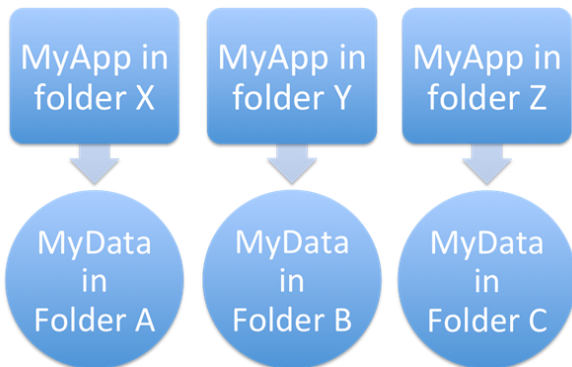 MyApp in
folder X
MyApp in
folder Y
MyApp in
folder Z
MyData
in
Folder A
MyData
in
Folder B
MyData
in
Folder C